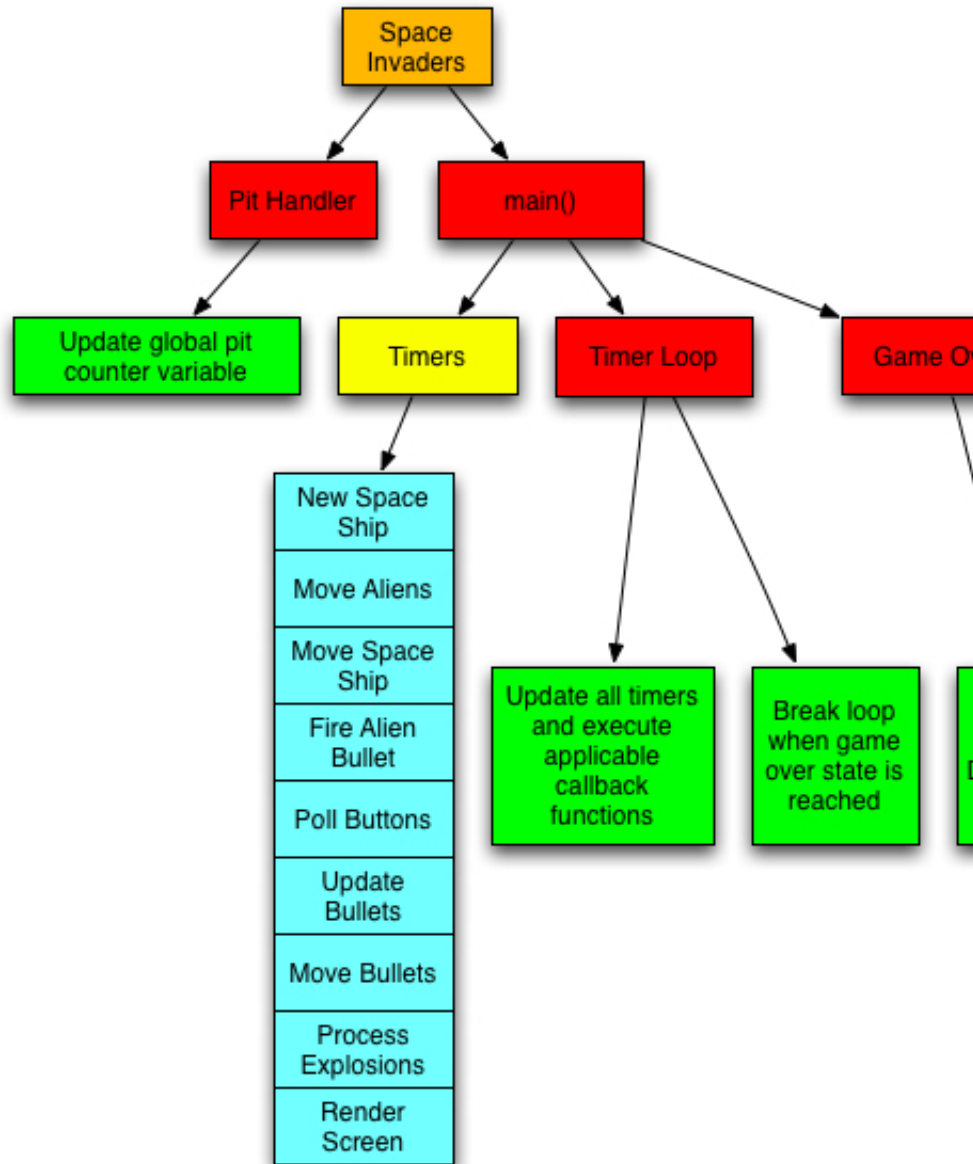 Space
Invaders
Pit Handler
main()
Update global pit
counter variable
Timers
Timer Loop
Game
New Space
Ship
Move Aliens
Move Space
Ship
Fire Alien
Bullet
Poll Buttons
Update
Bullets
Move Bullets
Process
Explosions
Render
Screen
Update all timers
and execute
applicable
callback
functions
Break loop
when game
over state is
reached